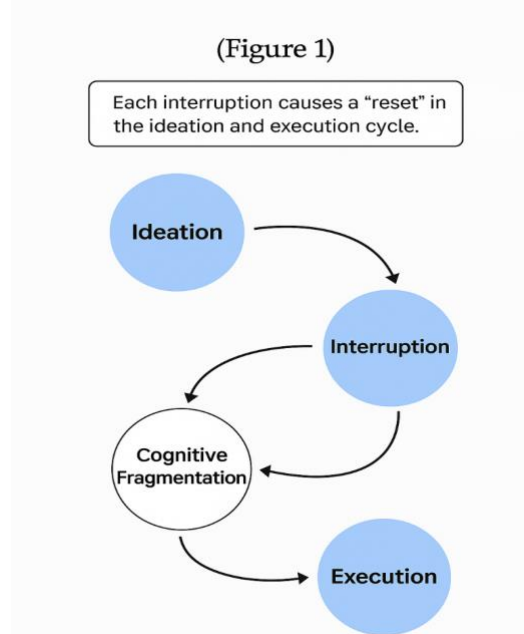 (Figure 1)
Each interruption causes a “reset” in
the ideation and execution cycle.
Ideation
Interruption
Cognitive
Fragmentation
Execution